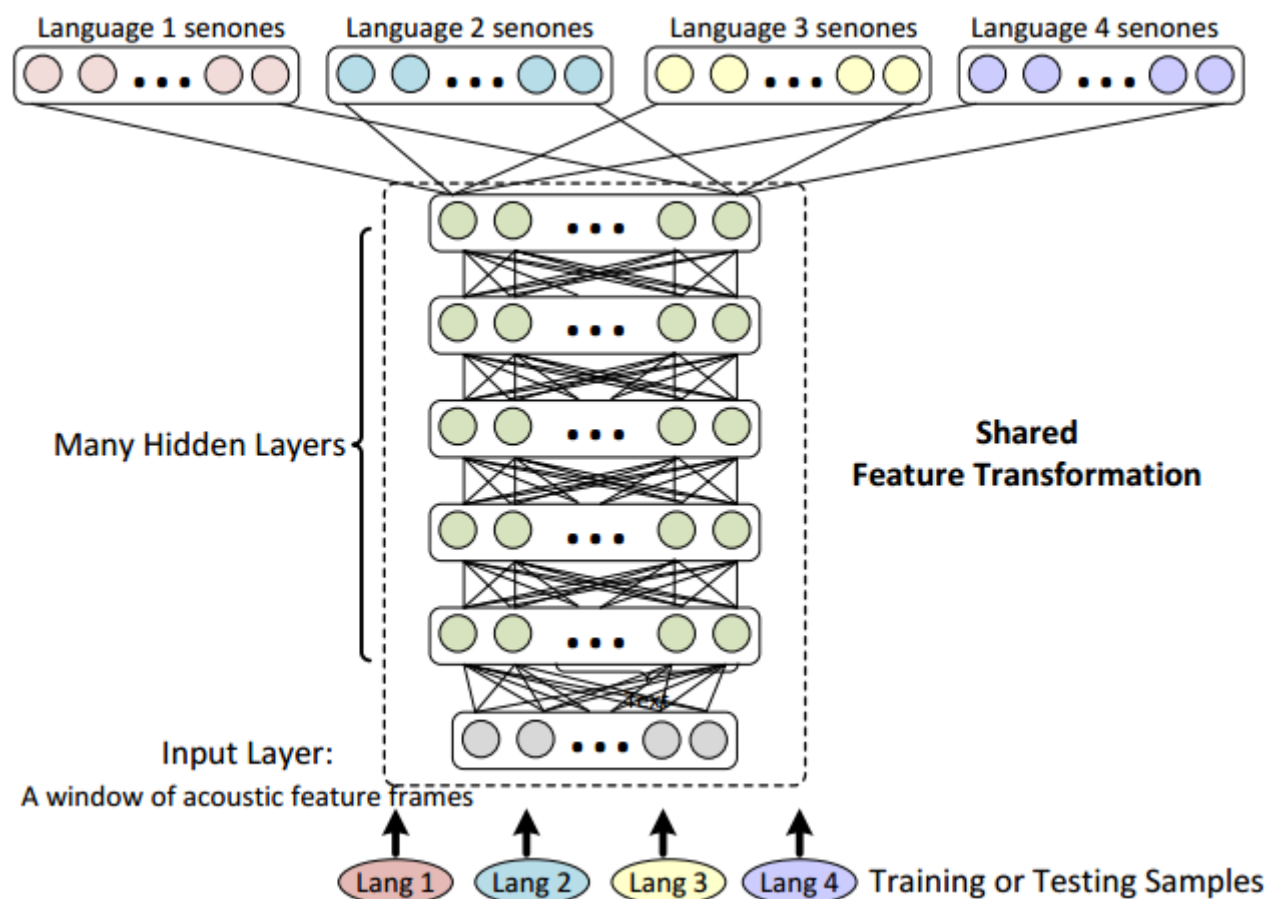 Language 1 senones
Language 2 senones
Language 3 senones
Language 4 senones
Many Hidden Layers
Shared
Feature Transformation
Text
Input Layer:
A window of acoustic feature frames
Lang 1
Lang 2
Lang 3
Lang 4
Training or Testing Samples